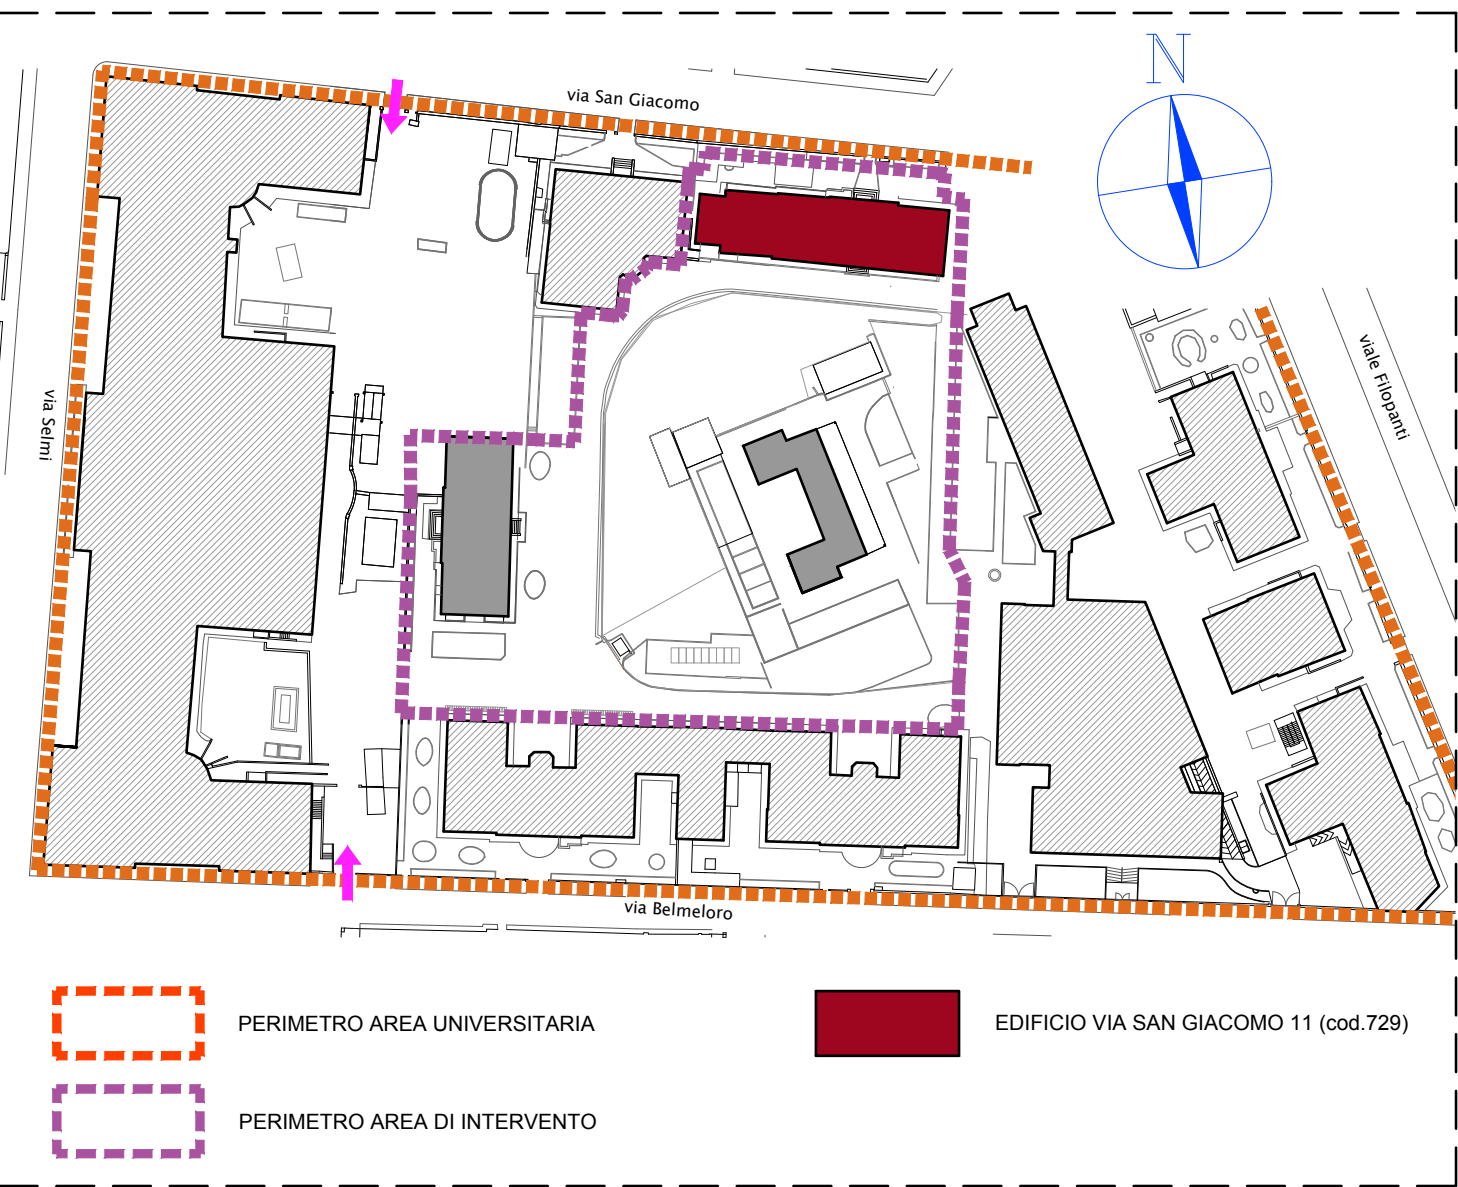 N
via San Giacomo
viale Filopanti
via Selmi
via Belmeloro
PERIMETRO AREA UNIVERSITARIA
EDIFICIO VIA SAN GIACOMO 11 (cod.729)
PERIMETRO AREA DI INTERVENTO